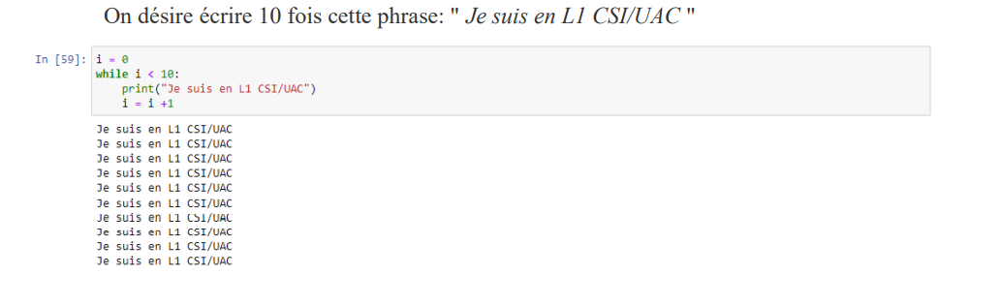 On désire écrire 10 fois cette phrase: " Je suis en L1 CSI/UAC "
In [59]: i = 0
while i < 10:
    print("Je suis en L1 CSI/UAC")
    i = i +1
Je suis en L1 CSI/UAC
Je suis en L1 CSI/UAC
Je suis en L1 CSI/UAC
Je suis en L1 CSI/UAC
Je suis en L1 CSI/UAC
Je suis en L1 CSI/UAC
Je suis en L1 CSI/UAC
Je suis en L1 CSI/UAC
Je suis en L1 CSI/UAC
Je suis en L1 CSI/UAC